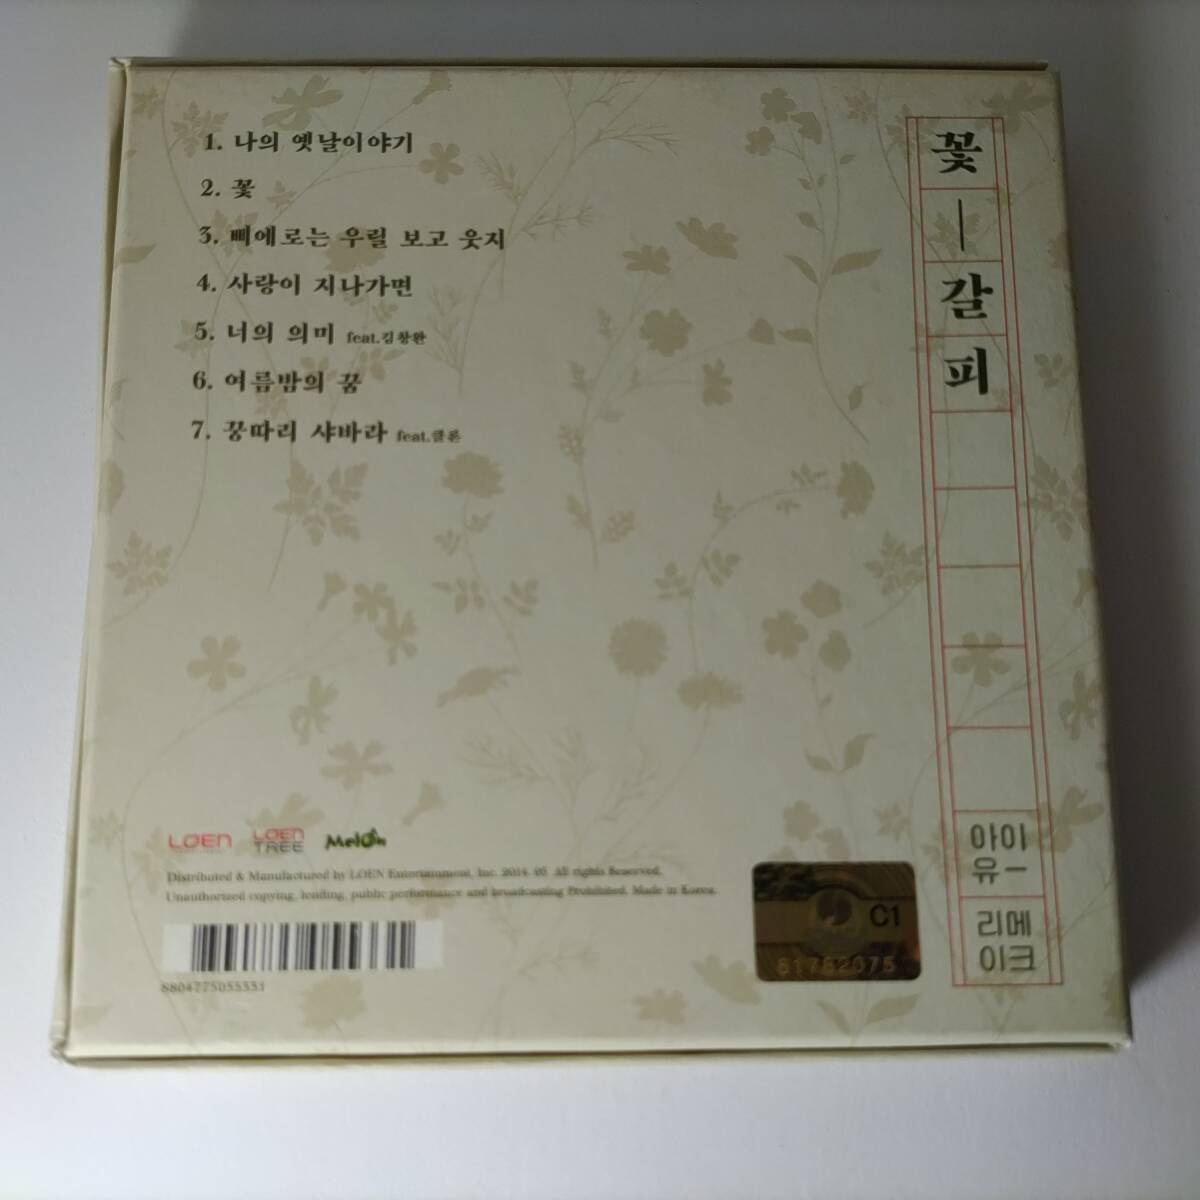 1. 나의 옛날이야기
2. 꽃
3. 삐에로는 우릴 보고 웃지
4. 사랑이 지나가면
5. 너의 의미 feat.김창완
6. 여름밤의 꿈
7. 꿍따리 샤바라 feat.클론
꽃
—
갈
피
아이
유—
리메
이크
LOEN
LOEN
TREE
Melon
Distributed & Manufactured by LOEN Entertainment, Inc. 2014. 05 All rights Reserved.
Unauthorized copying, lending, public performance and broadcasting Prohibited. Made in Korea.
8804775055551
C1
61782075